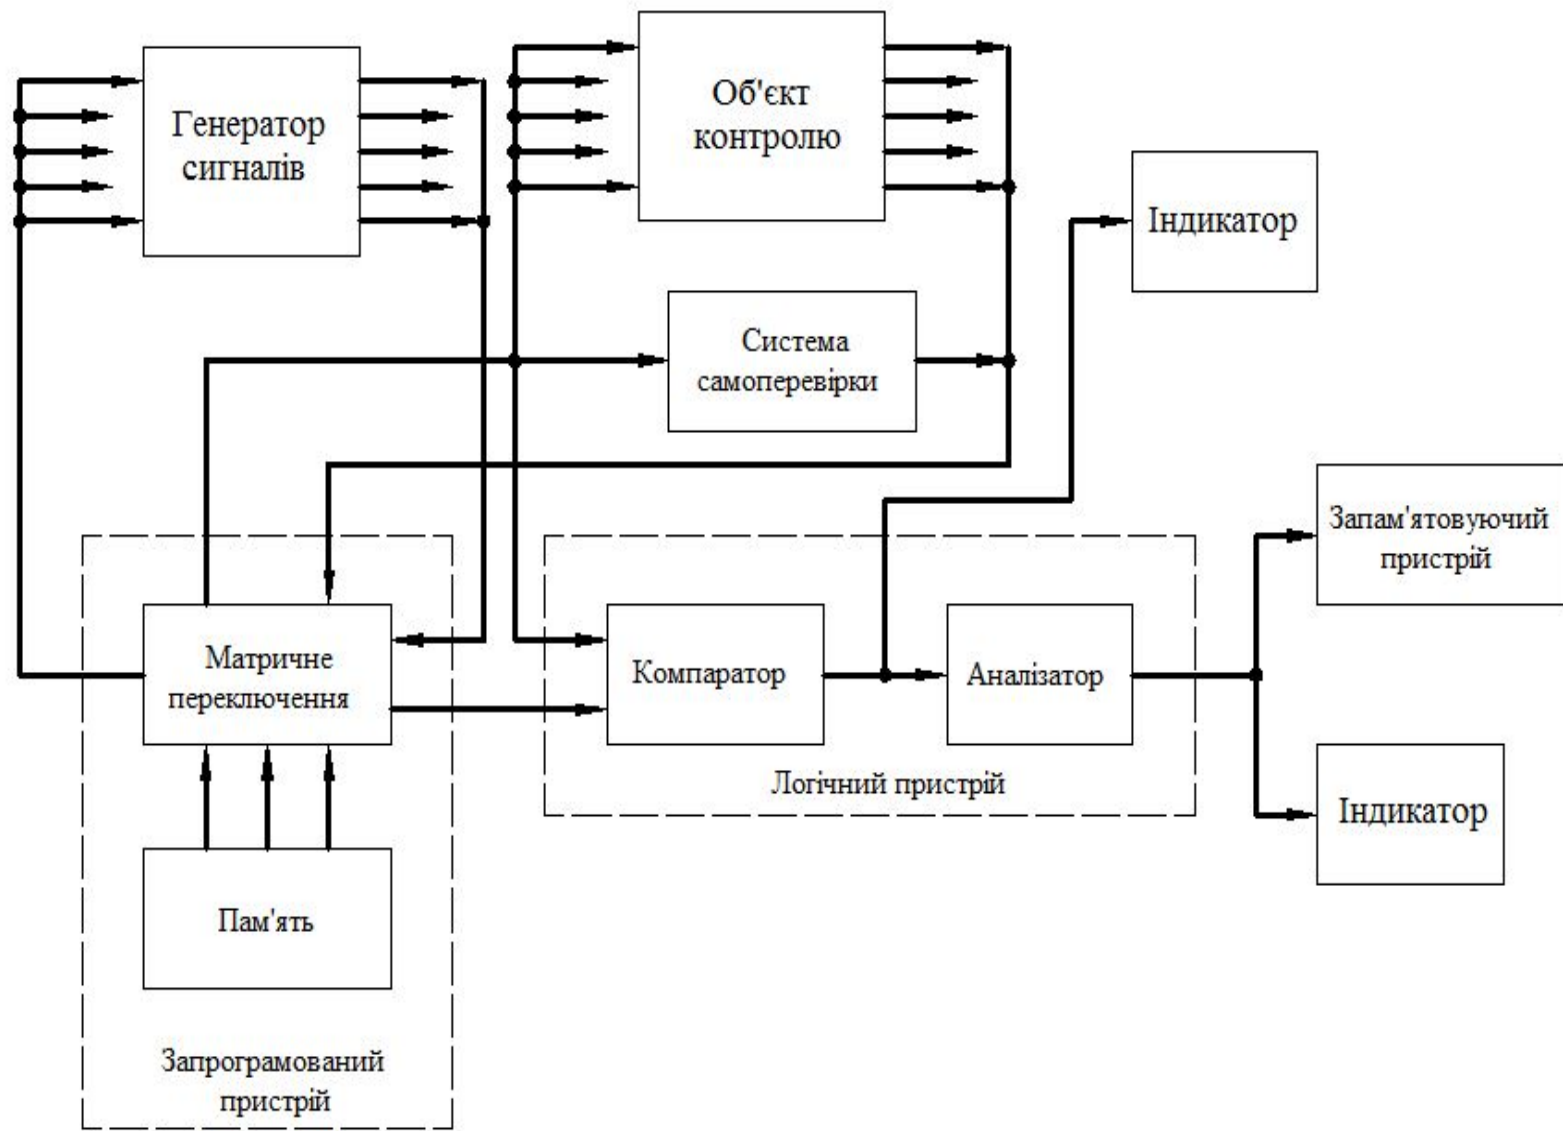 Генератор
сигналів
Об'єкт
контролю
Індикатор
Система
самоперевірки
Запам'ятовуючий
пристрій
Матричне
переключення
Компаратор
Аналізатор
Логічний пристрій
Індикатор
Пам'ять
Запрограмований
пристрій